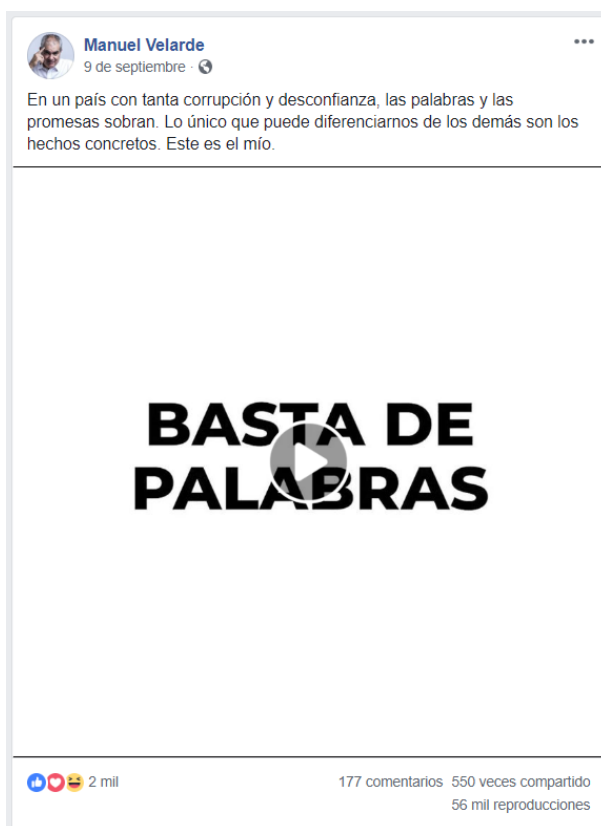 Manuel Velarde
9 de septiembre ·
En un país con tanta corrupción y desconfianza, las palabras y las
promesas sobran. Lo único que puede diferenciarnos de los demás son los
hechos concretos. Este es el mío.
BASTA DE
PALABRAS
2 mil
177 comentarios 550 veces compartido
56 mil reproducciones